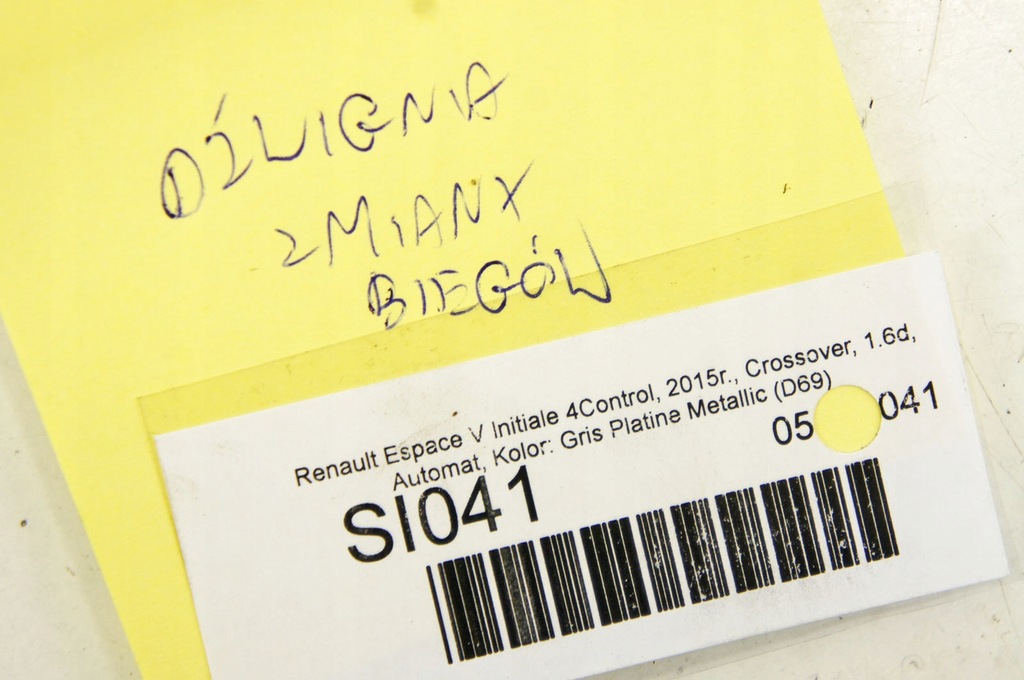 DŹWIGNIA
ZMIANY
BIEGÓW
Renault Espace V Initiale 4Control, 2015r., Crossover, 1.6d,
Automat, Kolor: Gris Platine Metallic (D69)
05 041
SI041